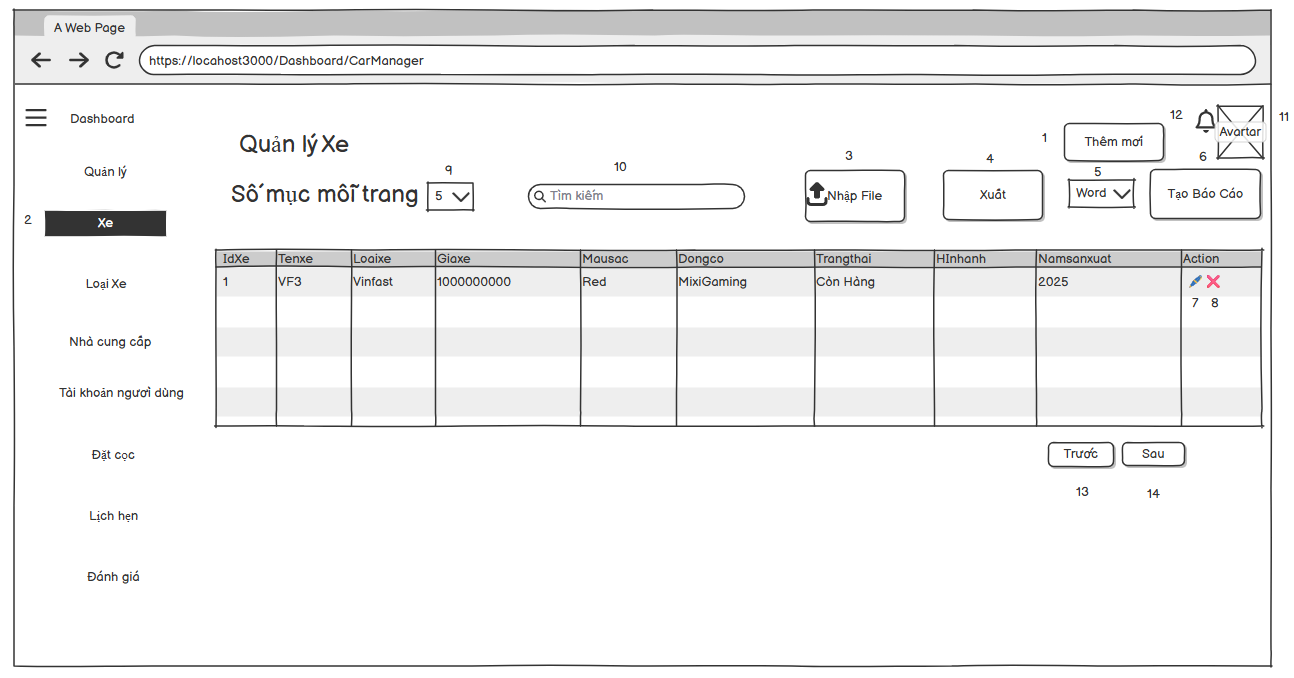 A Web Page
https://locahost3000/Dashboard/CarManager
Dashboard
Quản lý
2 Xe
Loại Xe
Nhà cung cấp
Tài khoản người dùng
Đặt cọc
Lịch hẹn
Đánh giá
Quản lý Xe
1 Thêm mới
12 Avartar 11
Số mục mỗi trang 9 5
10 Tìm kiếm
3 Nhập File
4 Xuất
5 Word
6 Tạo Báo Cáo
IdXe Tenxe Loaixe Giaxe Mausac Dongco Trangthai HInhanh Namsanxuat Action
1 VF3 Vinfast 1000000000 Red MixiGaming Còn Hàng 2025
7 8
Trước Sau
13 14